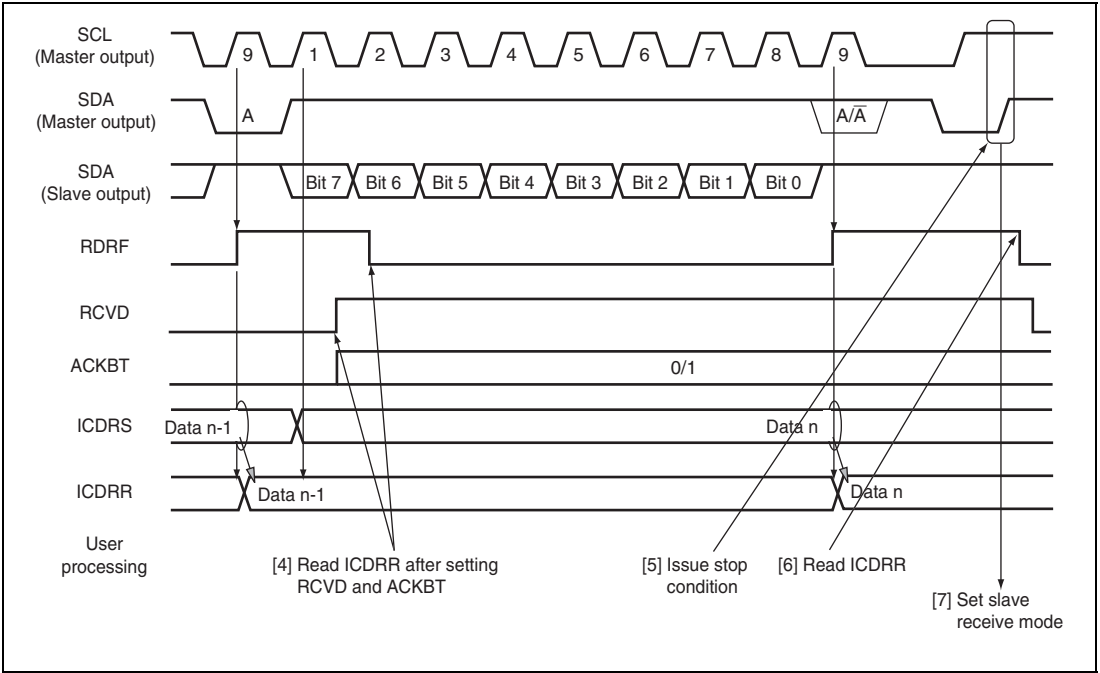 SCL
(Master output)
9 1 2 3 4 5 6 7 8 9
SDA
(Master output)
A A/A̅
SDA
(Slave output)
Bit 7 Bit 6 Bit 5 Bit 4 Bit 3 Bit 2 Bit 1 Bit 0
RDRF
RCVD
ACKBT
0/1
ICDRS
Data n-1 Data n
ICDRR
Data n-1 Data n
User
processing
[4] Read ICDRR after setting
RCVD and ACKBT
[5] Issue stop
condition
[6] Read ICDRR
[7] Set slave
receive mode